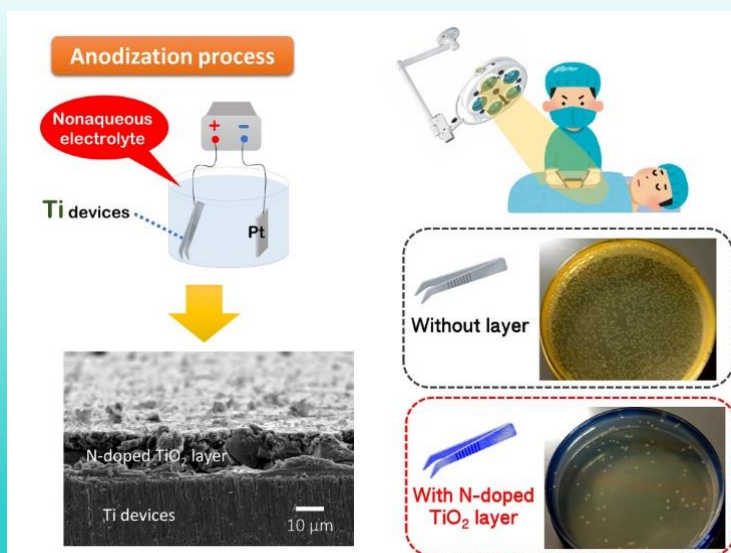 Anodization process
Nonaqueous
electrolyte
+ −
Ti devices
Pt
N-doped TiO₂ layer
Ti devices
10 µm
Without layer
With N-doped
TiO₂ layer